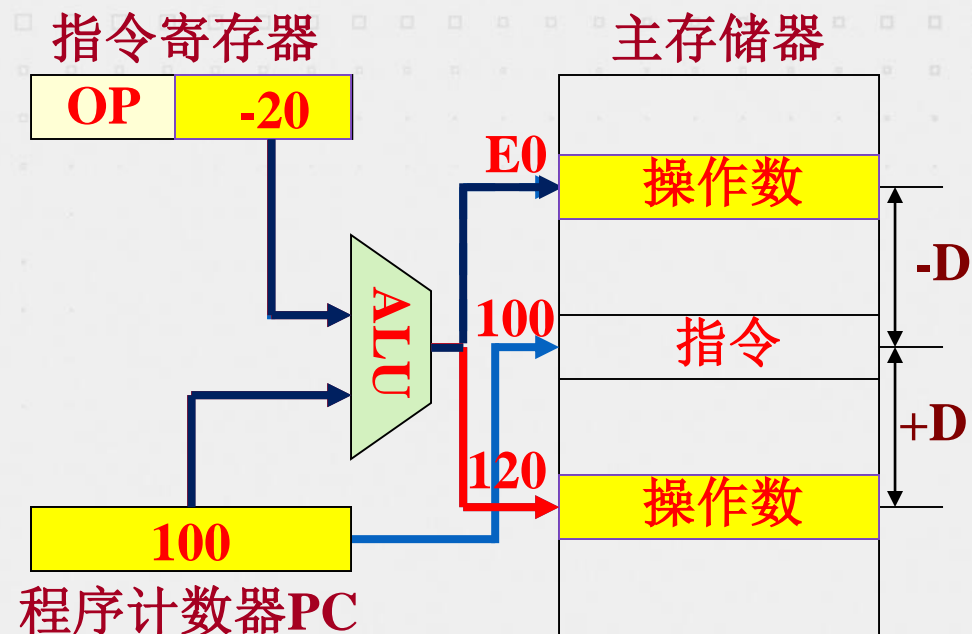 指令寄存器
主存储器
OP
-20
E0
操作数
-D
ALU
100
指令
+D
120
操作数
100
程序计数器PC